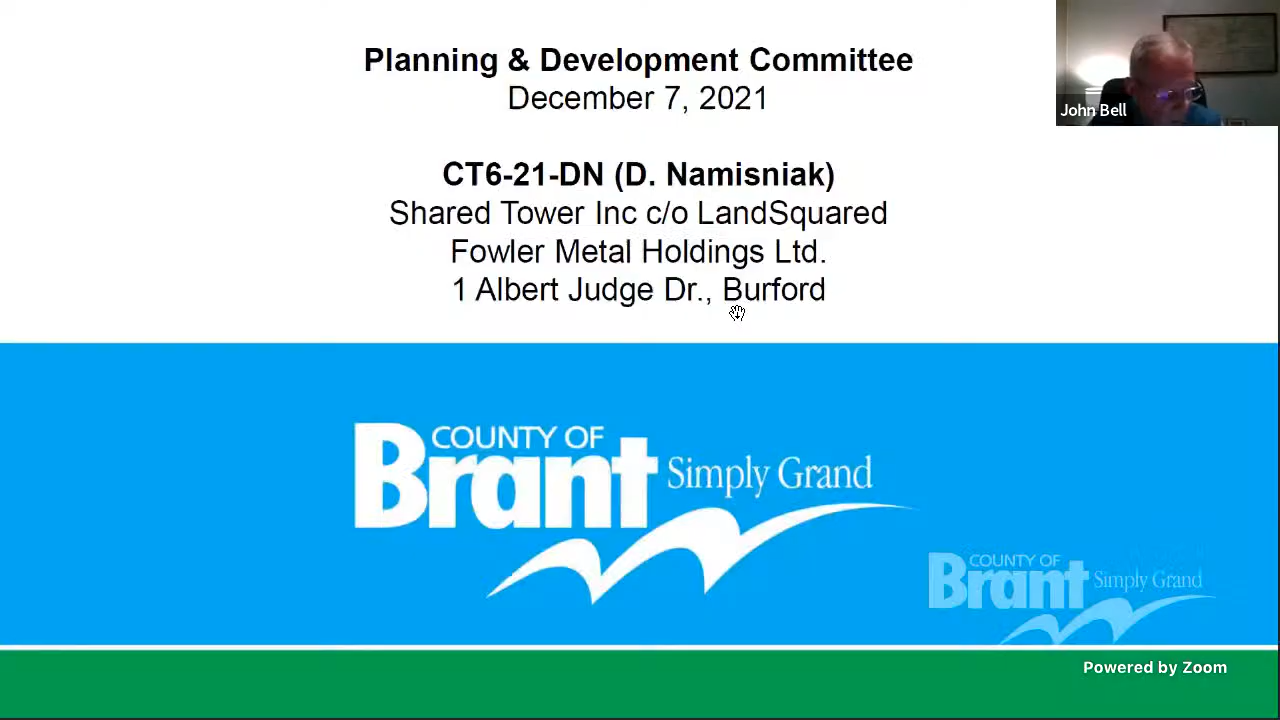 Planning & Development Committee
December 7, 2021
John Bell
CT6-21-DN (D. Namisniak)
Shared Tower Inc c/o LandSquared
Fowler Metal Holdings Ltd.
1 Albert Judge Dr., Burford
COUNTY OF
Brant Simply Grand
COUNTY OF
Brant Simply Grand
Powered by Zoom